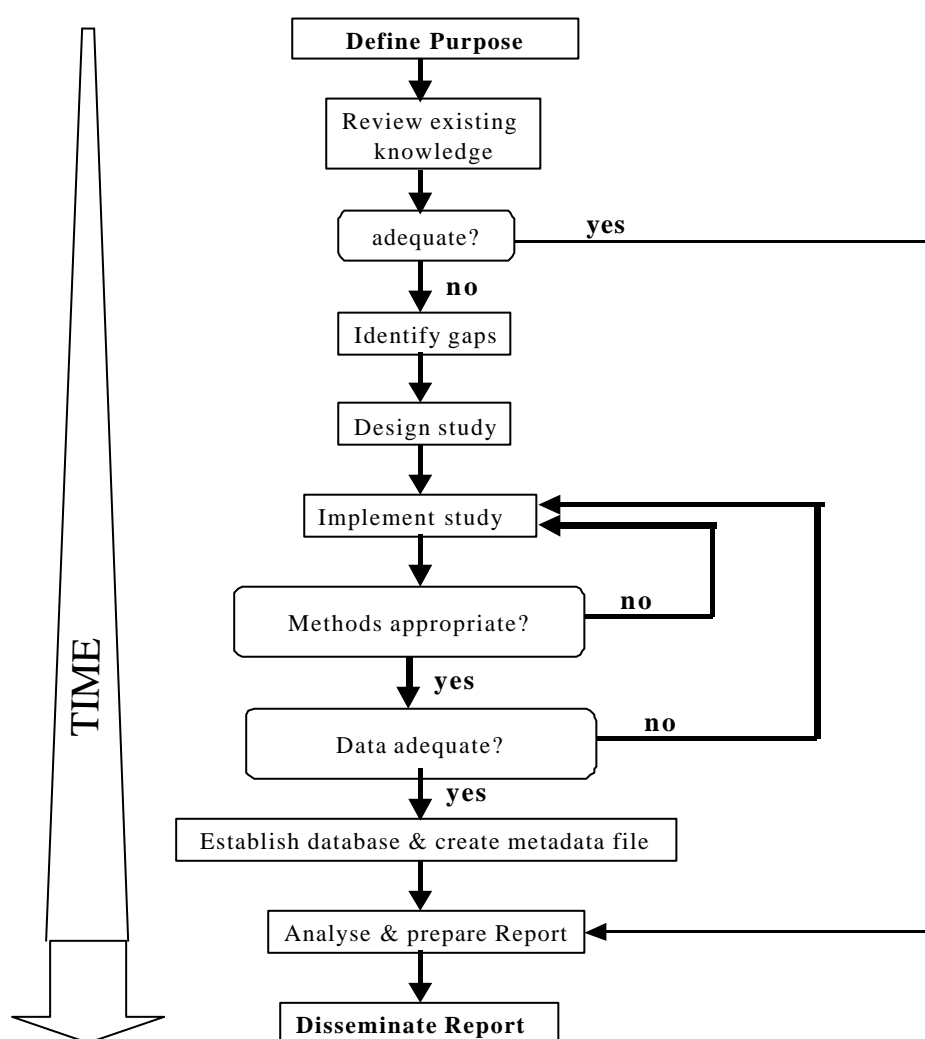 Define Purpose
Review existing
knowledge
adequate?
yes
no
Identify gaps
Design study
Implement study
Methods appropriate?
no
yes
Data adequate?
no
yes
Establish database & create metadata file
Analyse & prepare Report
Disseminate Report
TIME